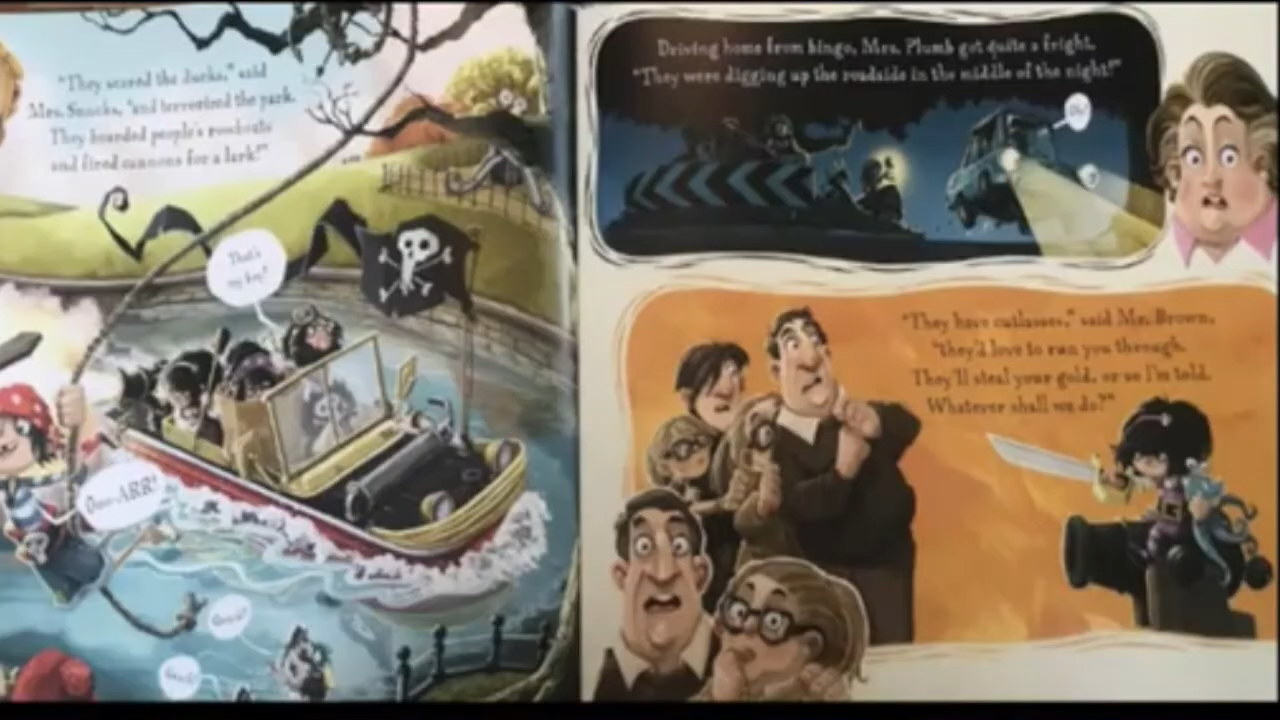 "They scared the ducks," said
Mrs. Snooks, "and terrorised the park.
They boarded people's rowboats
and fired cannons for a lark!"
That's
my boy!
Ooo-ARR!
Quack!
Quack!
Driving home from bingo, Mrs. Plumb got quite a fright.
"They were digging up the roadside in the middle of the night!"
"They have cutlasses," said Mr. Brown,
"they'd love to run you through.
They'll steal your gold, or so I'm told.
Whatever shall we do?"